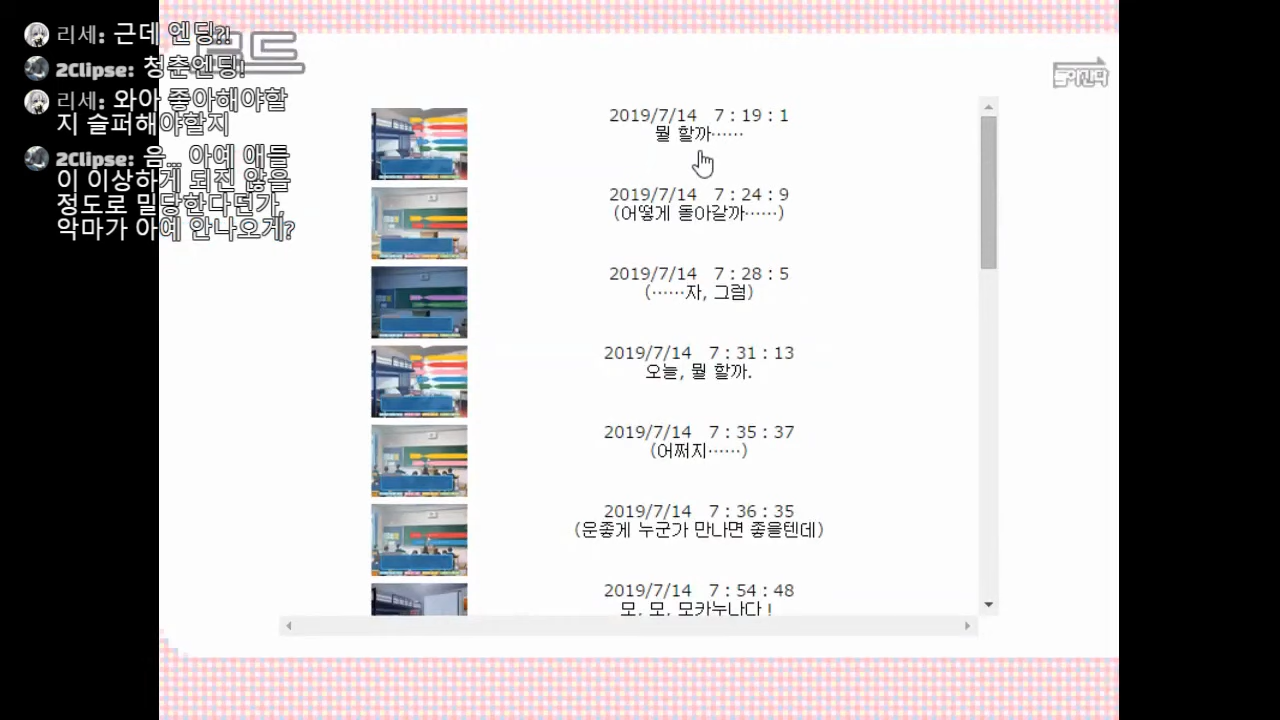 리세: 근데 엔딩?!
2Clipse: 청춘엔딩!
리세: 와아 좋아해야할
지 슬퍼해야할지
2Clipse: 음... 아예 애들
이 이상하게 되진 않을
정도로 밀당한다던가,
악마가 아예 안나오게?
로드
돌아간다
2019/7/14 7 : 19 : 1
뭘 할까……
2019/7/14 7 : 24 : 9
(어떻게 돌아갈까……)
2019/7/14 7 : 28 : 5
(……자, 그럼)
2019/7/14 7 : 31 : 13
오늘, 뭘 할까.
2019/7/14 7 : 35 : 37
(어쩌지……)
2019/7/14 7 : 36 : 35
(운좋게 누군가 만나면 좋을텐데)
2019/7/14 7 : 54 : 48
모, 모, 모카누나다 !